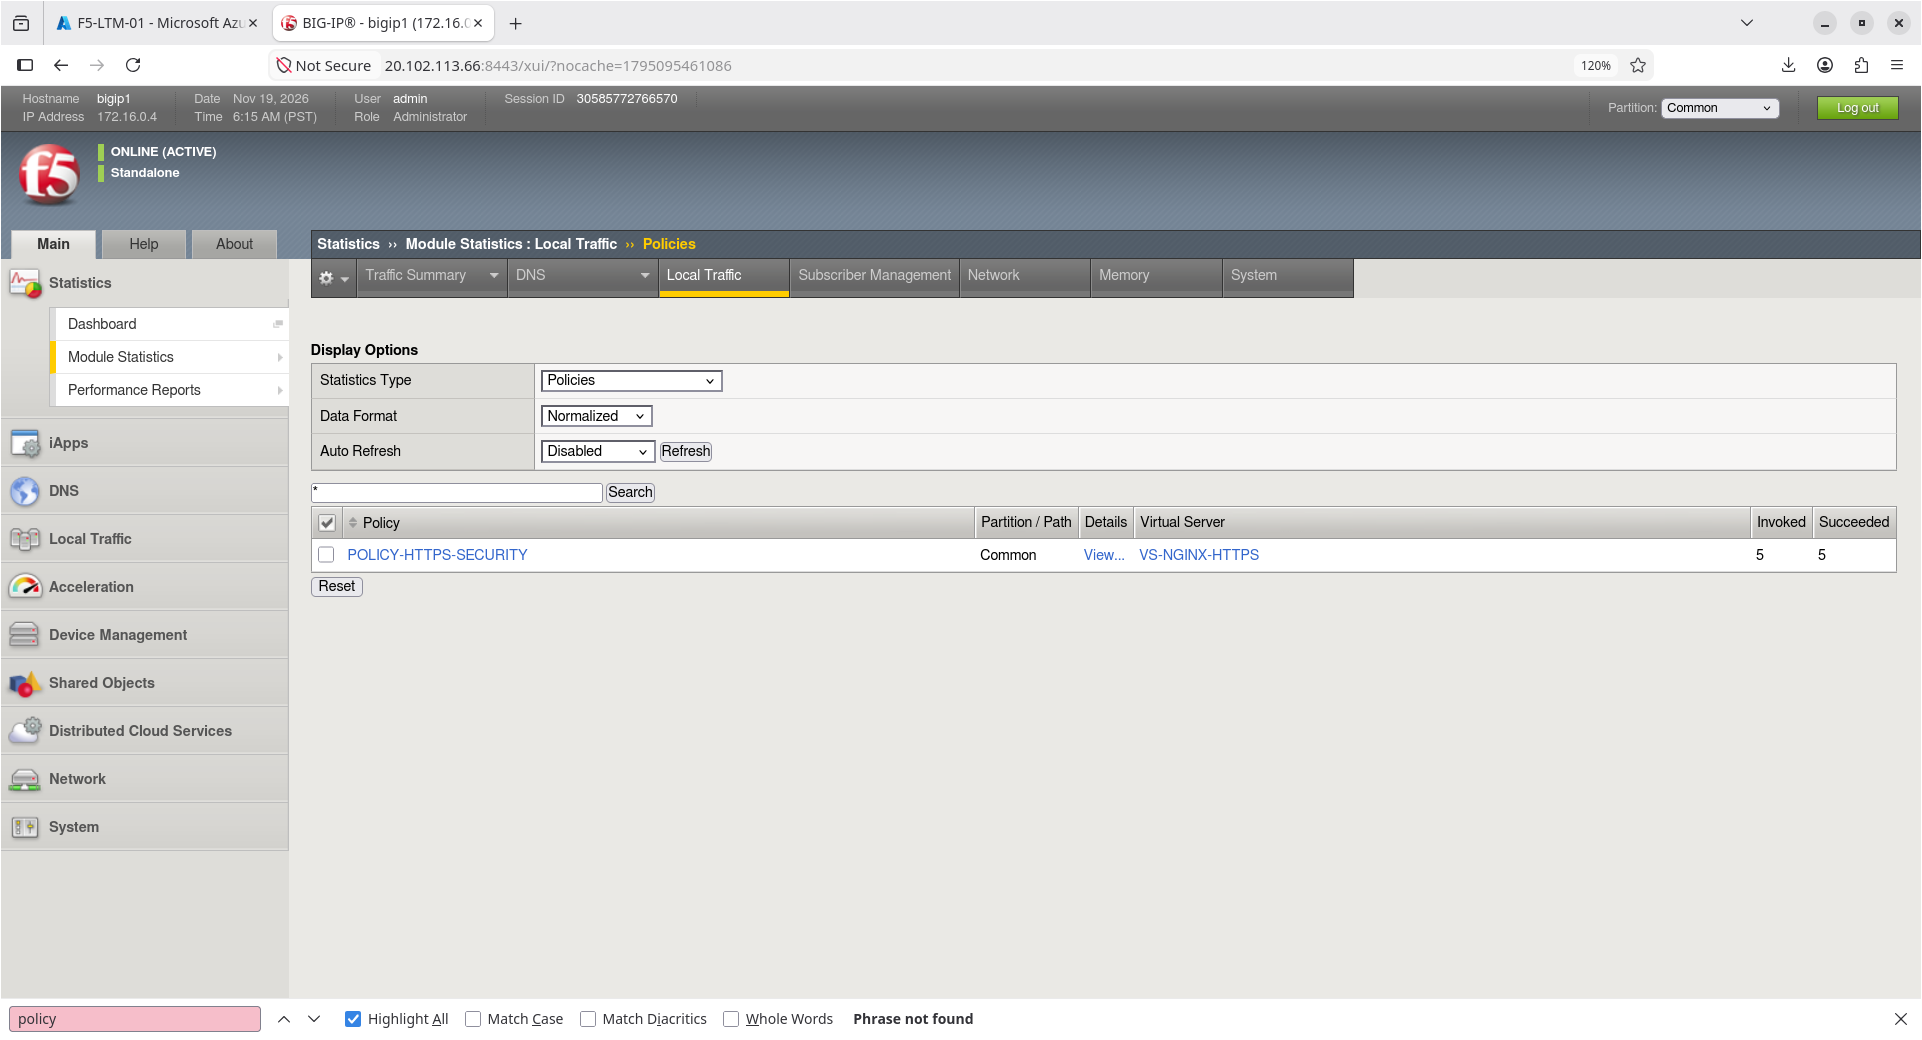 F5-LTM-01 - Microsoft Azu
BIG-IP® - bigip1 (172.16.0
Not Secure 20.102.113.66:8443/xui/?nocache=1795095461086 120%
Hostname bigip1 Date Nov 19, 2026 User admin Session ID 30585772766570
IP Address 172.16.0.4 Time 6:15 AM (PST) Role Administrator
Partition: Common Log out
f5
ONLINE (ACTIVE)
Standalone
Main Help About
Statistics ›› Module Statistics : Local Traffic ›› Policies
Traffic Summary DNS Local Traffic Subscriber Management Network Memory System
Statistics
Dashboard
Module Statistics
Performance Reports
iApps
DNS
Local Traffic
Acceleration
Device Management
Shared Objects
Distributed Cloud Services
Network
System
Display Options
Statistics Type Policies
Data Format Normalized
Auto Refresh Disabled Refresh
* Search
Policy Partition / Path Details Virtual Server Invoked Succeeded
POLICY-HTTPS-SECURITY Common View... VS-NGINX-HTTPS 5 5
Reset
policy Highlight All Match Case Match Diacritics Whole Words Phrase not found